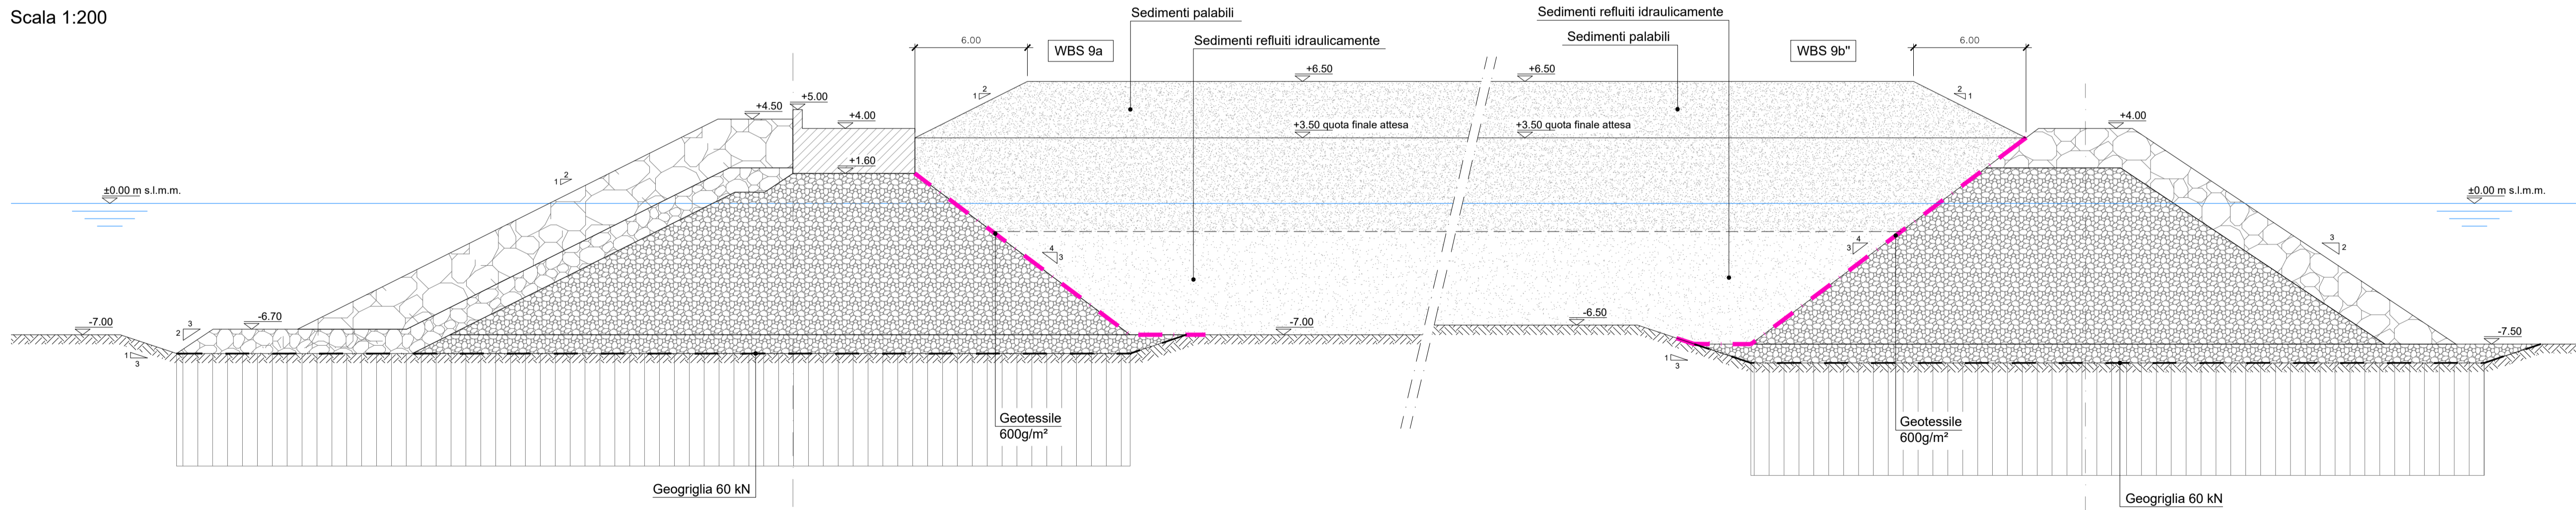 Scala 1:200
Sedimenti palabili
Sedimenti refluiti idraulicamente
Sedimenti refluiti idraulicamente
Sedimenti palabili
6.00
WBS 9a
WBS 9b"
6.00
+6.50
+6.50
2
1
2
1
+5.00
+4.50
+4.00
+4.00
+3.50 quota finale attesa
+3.50 quota finale attesa
+1.60
2
1
±0.00 m s.l.m.m.
±0.00 m s.l.m.m.
4
3
4
3
3
2
-7.00
3
2
-6.70
-7.00
-6.50
-7.50
1
3
1
3
Geotessile
600g/m²
Geotessile
600g/m²
Geogriglia 60 kN
Geogriglia 60 kN